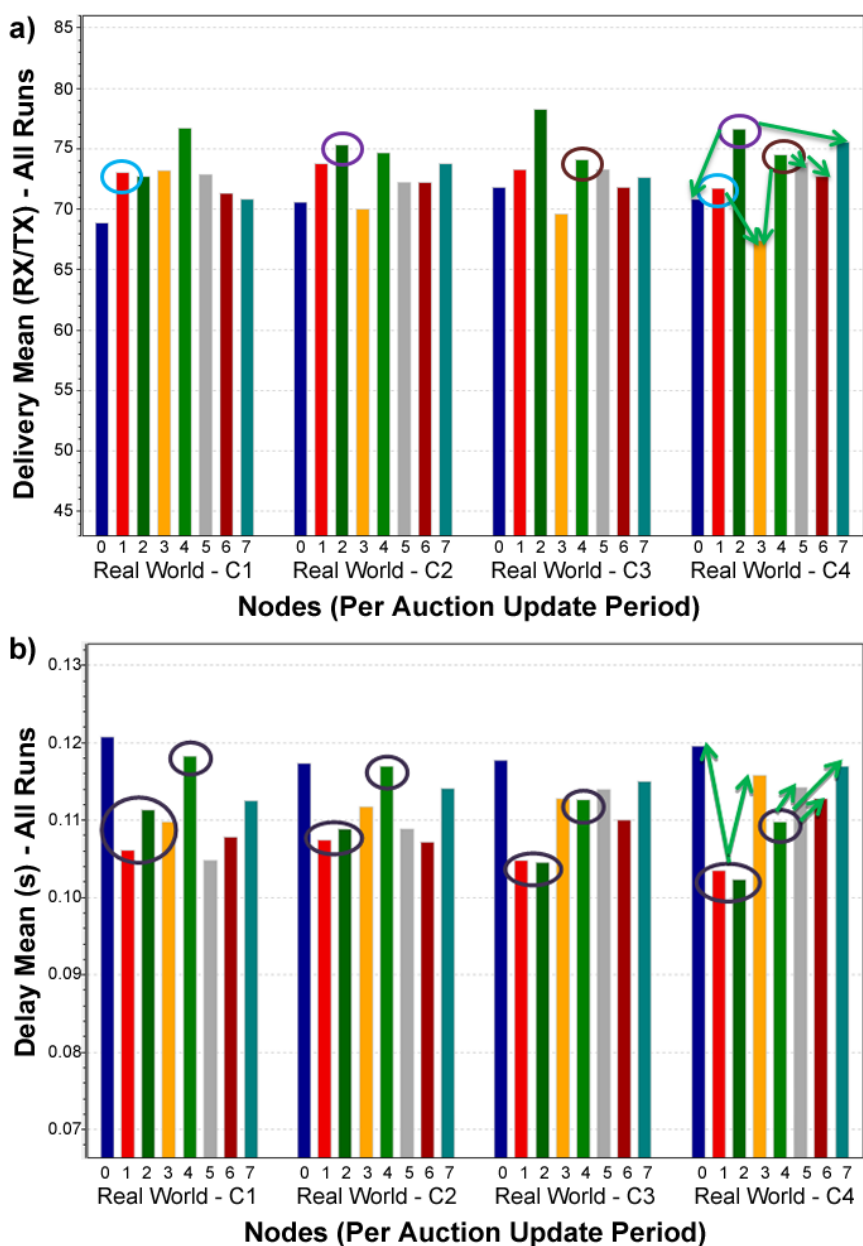 a)
Delivery Mean (RX/TX) - All Runs
85
80
75
70
65
60
55
50
45
0 1 2 3 4 5 6 7 0 1 2 3 4 5 6 7 0 1 2 3 4 5 6 7 0 1 2 3 4 5 6 7
Real World - C1 Real World - C2 Real World - C3 Real World - C4
Nodes (Per Auction Update Period)
b)
Delay Mean (s) - All Runs
0.13
0.12
0.11
0.10
0.09
0.08
0.07
0 1 2 3 4 5 6 7 0 1 2 3 4 5 6 7 0 1 2 3 4 5 6 7 0 1 2 3 4 5 6 7
Real World - C1 Real World - C2 Real World - C3 Real World - C4
Nodes (Per Auction Update Period)